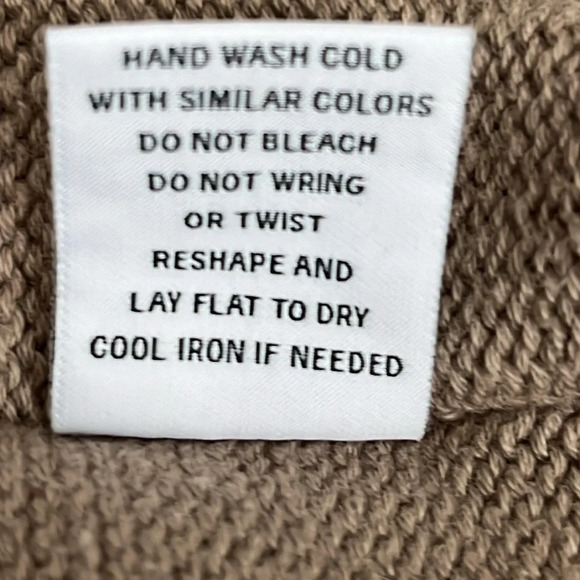 HAND WASH COLD
WITH SIMILAR COLORS
DO NOT BLEACH
DO NOT WRING
OR TWIST
RESHAPE AND
LAY FLAT TO DRY
COOL IRON IF NEEDED